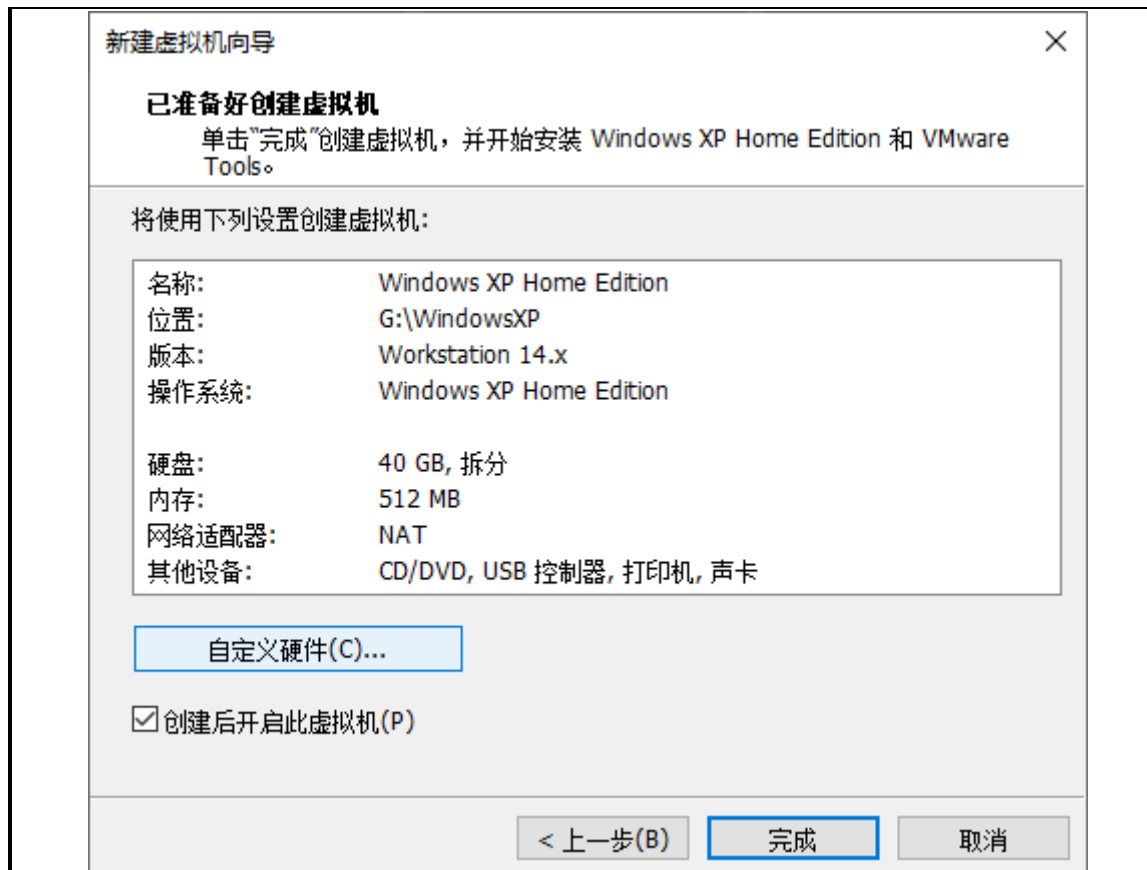 新建虚拟机向导
已准备好创建虚拟机
单击"完成"创建虚拟机，并开始安装 Windows XP Home Edition 和 VMware
Tools。
将使用下列设置创建虚拟机:
名称: Windows XP Home Edition
位置: G:\WindowsXP
版本: Workstation 14.x
操作系统: Windows XP Home Edition
硬盘: 40 GB, 拆分
内存: 512 MB
网络适配器: NAT
其他设备: CD/DVD, USB 控制器, 打印机, 声卡
自定义硬件(C)...
创建后开启此虚拟机(P)
< 上一步(B) 完成 取消